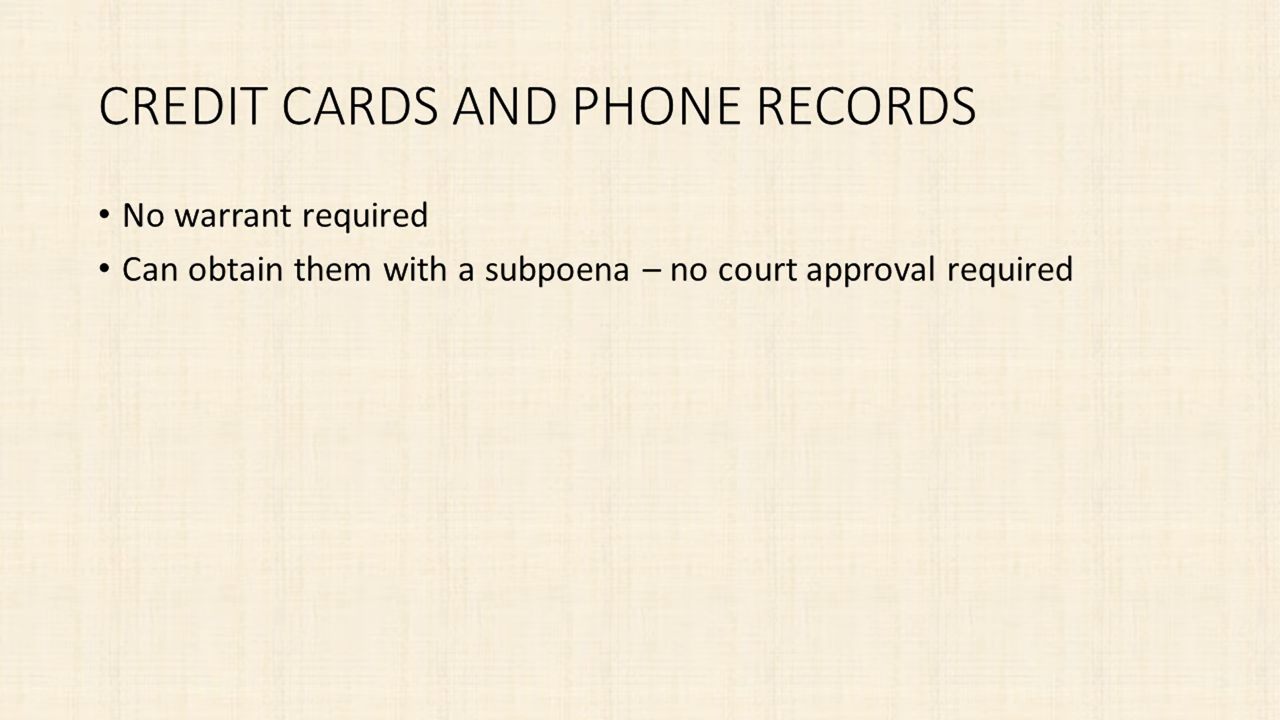 CREDIT CARDS AND PHONE RECORDS
• No warrant required
• Can obtain them with a subpoena – no court approval required